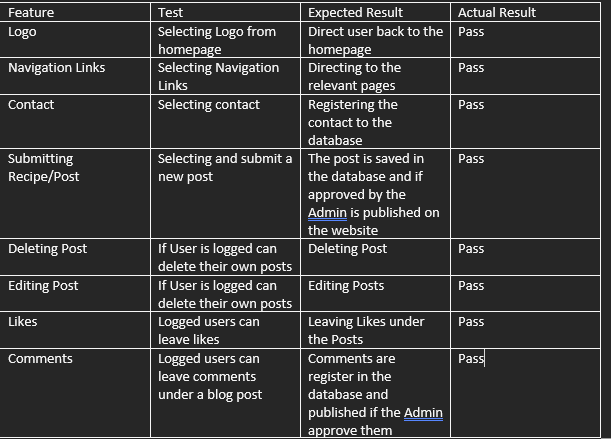 Feature Test Expected Result Actual Result
Logo Selecting Logo from Direct user back to the Pass
homepage homepage
Navigation Links Selecting Navigation Directing to the Pass
Links relevant pages
Contact Selecting contact Registering the Pass
contact to the
database
Submitting Selecting and submit a The post is saved in Pass
Recipe/Post new post the database and if
approved by the
Admin is published on
the website
Deleting Post If User is logged can Deleting Post Pass
delete their own posts
Editing Post If User is logged can Editing Posts Pass
delete their own posts
Likes Logged users can Leaving Likes under Pass
leave likes the Posts
Comments Logged users can Comments are Pass
leave comments register in the
under a blog post database and
published if the Admin
approve them